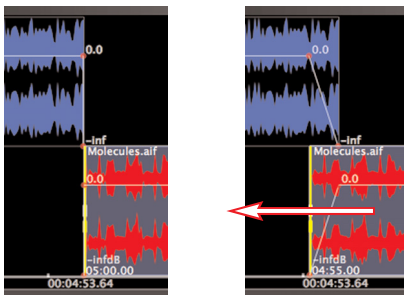 0.0
-inf
Molecules.aif
0.0
-infdB
05:00.00
00:04:53.64
0.0
-inf
Molecules.aif
0.0
-infdB
04:55.00
00:04:53.64